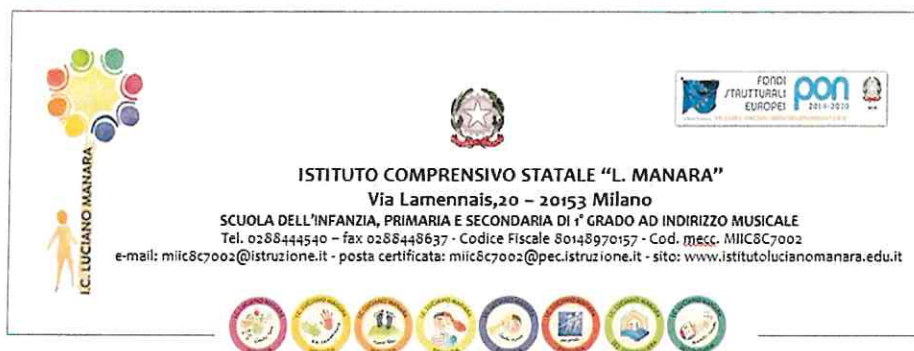 I.C. LUCIANO MANARA
FONDI
STRUTTURALI
EUROPEI
pon
2014-2020
ISTITUTO COMPRENSIVO STATALE “L. MANARA”
Via Lamennais,20 – 20153 Milano
SCUOLA DELL’INFANZIA, PRIMARIA E SECONDARIA DI 1° GRADO AD INDIRIZZO MUSICALE
Tel. 0288444540 – fax 0288448637 - Codice Fiscale 80148970157 - Cod. mecc. MIIC8C7002
e-mail: miic8c7002@istruzione.it - posta certificata: miic8c7002@pec.istruzione.it - sito: www.istitutolucianomanara.edu.it